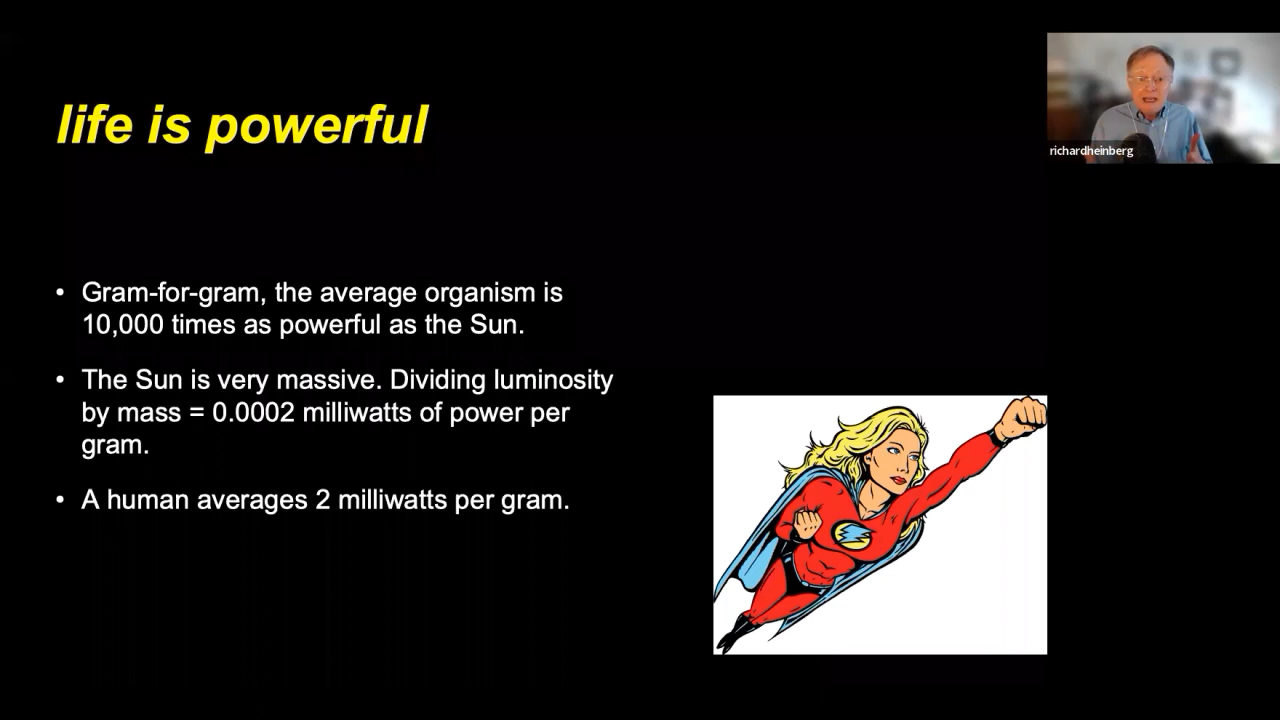 life is powerful
richardheinberg
• Gram-for-gram, the average organism is
10,000 times as powerful as the Sun.
• The Sun is very massive. Dividing luminosity
by mass = 0.0002 milliwatts of power per
gram.
• A human averages 2 milliwatts per gram.